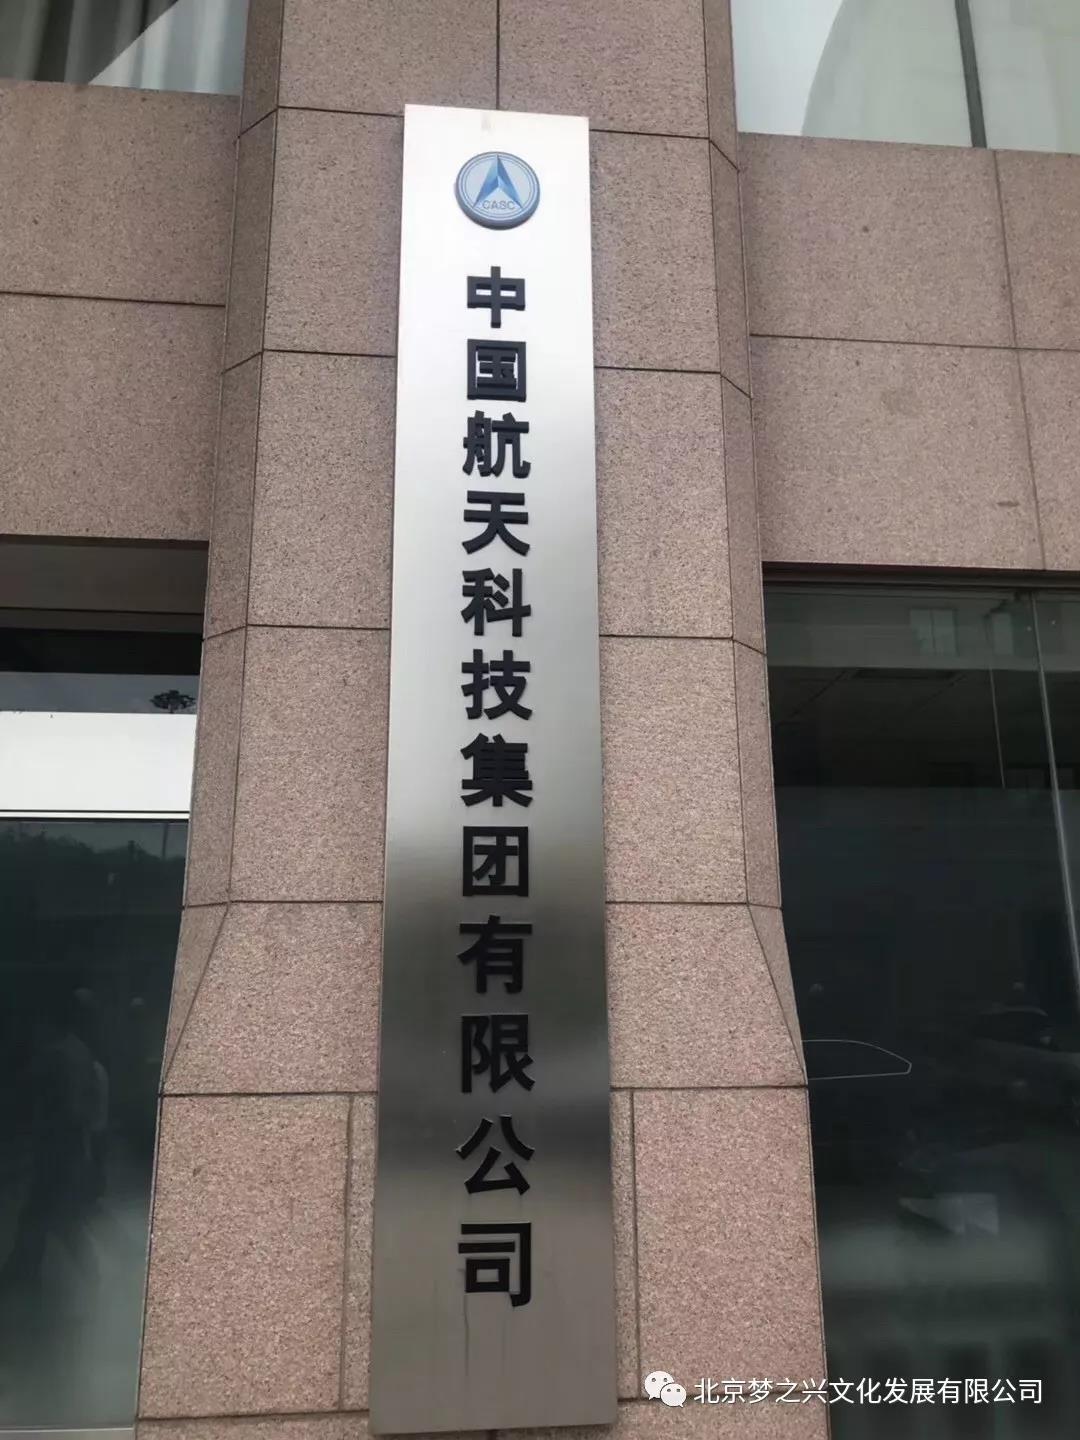 CASC
中国航天科技集团有限公司
北京梦之兴文化发展有限公司